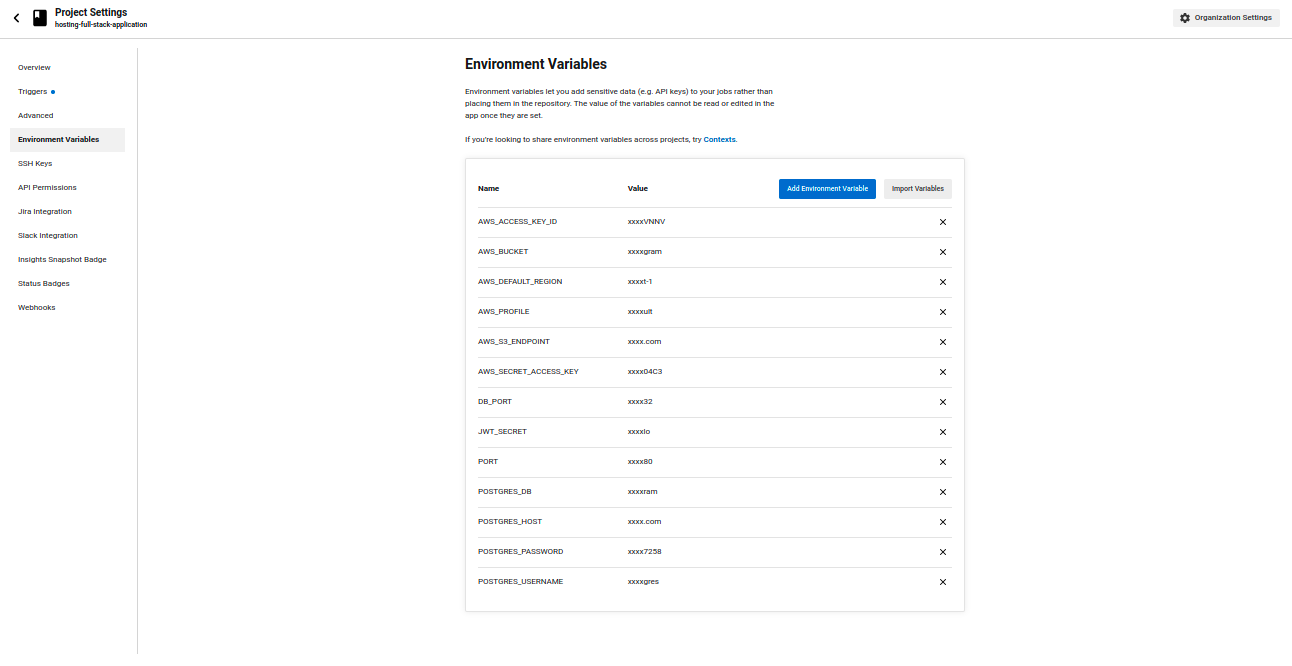 Project Settings
hosting-full-stack-application
Organization Settings
Overview
Triggers
Advanced
Environment Variables
SSH Keys
API Permissions
Jira Integration
Slack Integration
Insights Snapshot Badge
Status Badges
Webhooks
Environment Variables
Environment variables let you add sensitive data (e.g. API keys) to your jobs rather than
placing them in the repository. The value of the variables cannot be read or edited in the
app once they are set.
If you're looking to share environment variables across projects, try Contexts.
Name Value Add Environment Variable Import Variables
AWS_ACCESS_KEY_ID xxxxVNNV
AWS_BUCKET xxxxgram
AWS_DEFAULT_REGION xxxxt-1
AWS_PROFILE xxxxult
AWS_S3_ENDPOINT xxxx.com
AWS_SECRET_ACCESS_KEY xxxx04C3
DB_PORT xxxx32
JWT_SECRET xxxxlo
PORT xxxx80
POSTGRES_DB xxxxram
POSTGRES_HOST xxxx.com
POSTGRES_PASSWORD xxxx7258
POSTGRES_USERNAME xxxxgres